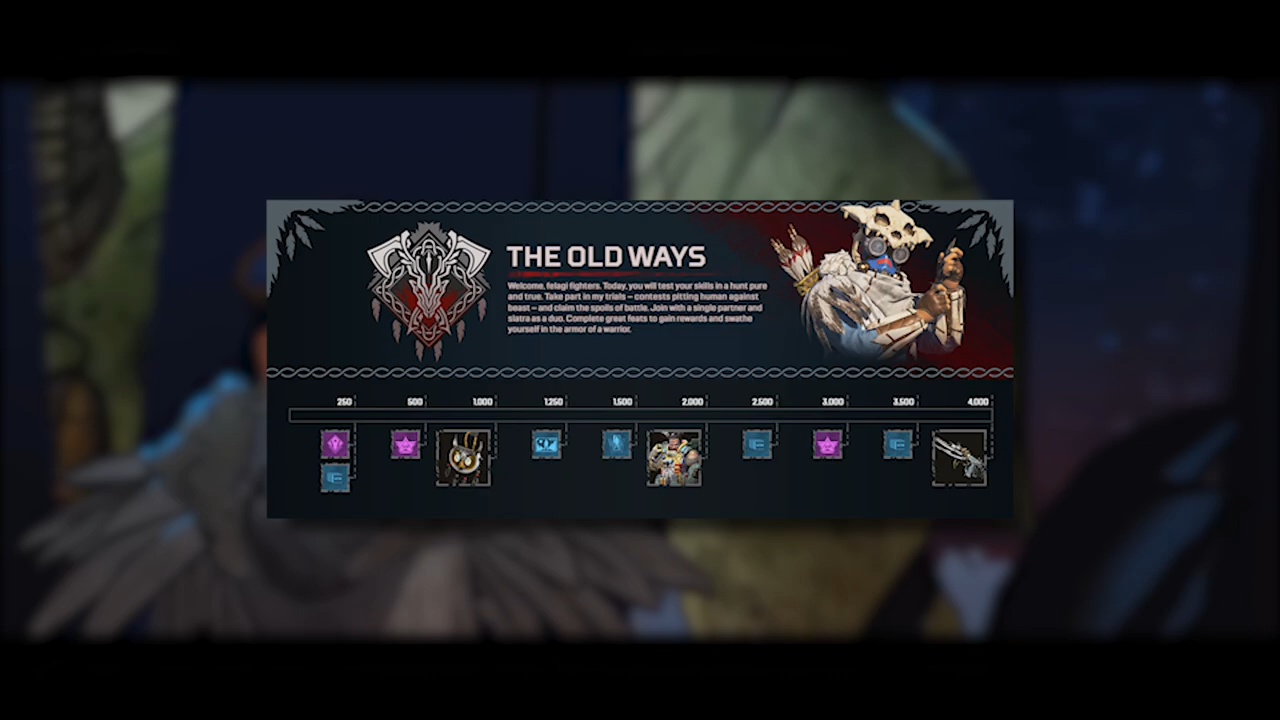 THE OLD WAYS
Welcome, felagi fighters. Today, you will test your skills in a hunt pure
and true. Take part in my trials – contests pitting human against
beast – and claim the spoils of battle. Join with a single partner and
slatra as a duo. Complete great feats to gain rewards and swathe
yourself in the armor of a warrior.
250 500 1,000 1,250 1,500 2,000 2,500 3,000 3,500 4,000